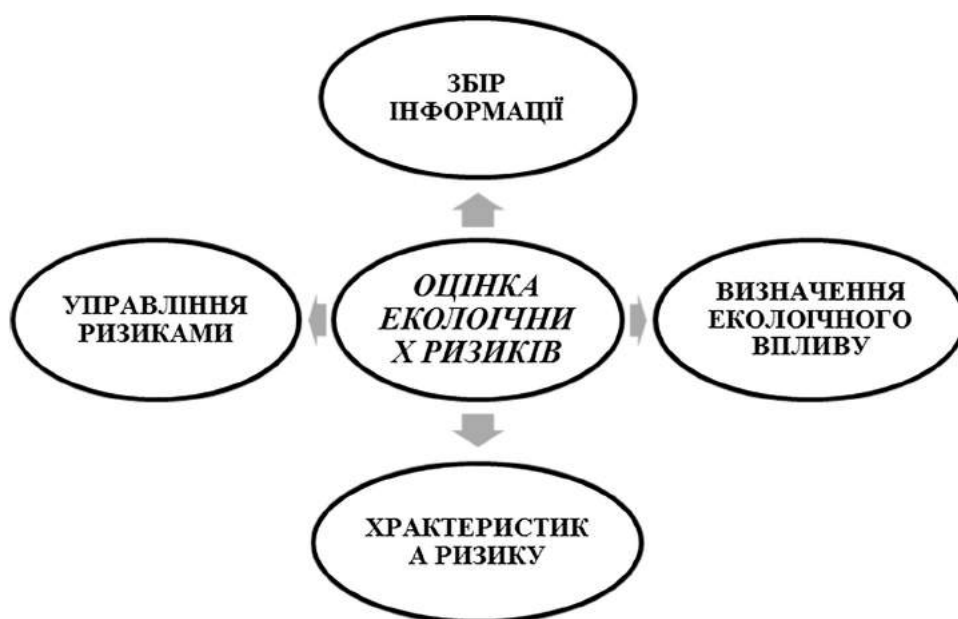 ЗБІР
ІНФОРМАЦІЇ
УПРАВЛІННЯ
РИЗИКАМИ
ОЦІНКА
ЕКОЛОГІЧНИ
Х РИЗИКІВ
ВИЗНАЧЕННЯ
ЕКОЛОГІЧНОГО
ВПЛИВУ
ХРАКТЕРИСТИК
А РИЗИКУ